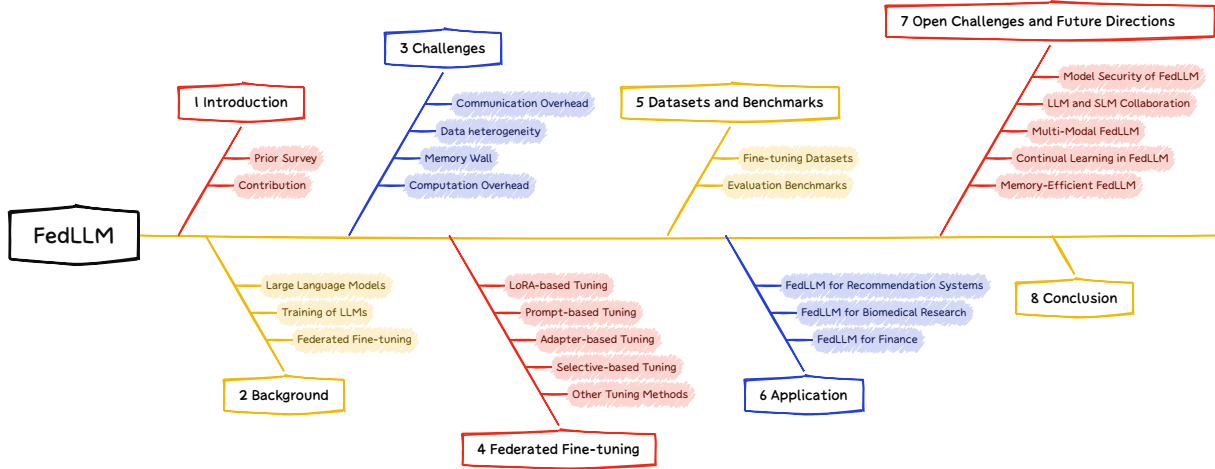 FedLLM
1 Introduction
Prior Survey
Contribution
2 Background
Large Language Models
Training of LLMs
Federated Fine-tuning
3 Challenges
Communication Overhead
Data heterogeneity
Memory Wall
Computation Overhead
4 Federated Fine-tuning
LoRA-based Tuning
Prompt-based Tuning
Adapter-based Tuning
Selective-based Tuning
Other Tuning Methods
5 Datasets and Benchmarks
Fine-tuning Datasets
Evaluation Benchmarks
6 Application
FedLLM for Recommendation Systems
FedLLM for Biomedical Research
FedLLM for Finance
7 Open Challenges and Future Directions
Model Security of FedLLM
LLM and SLM Collaboration
Multi-Modal FedLLM
Continual Learning in FedLLM
Memory-Efficient FedLLM
8 Conclusion